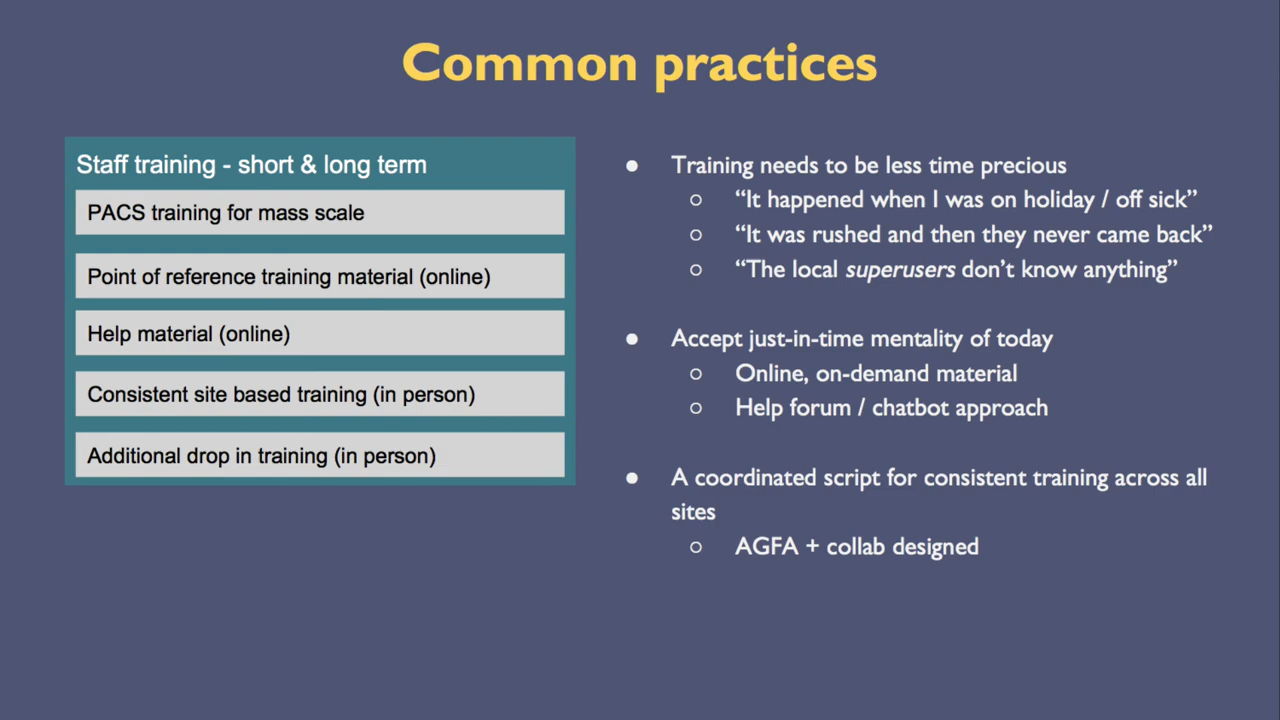 Common practices
Staff training - short & long term
PACS training for mass scale
Point of reference training material (online)
Help material (online)
Consistent site based training (in person)
Additional drop in training (in person)
● Training needs to be less time precious
○ “It happened when I was on holiday / off sick”
○ “It was rushed and then they never came back”
○ “The local superusers don’t know anything”
● Accept just-in-time mentality of today
○ Online, on-demand material
○ Help forum / chatbot approach
● A coordinated script for consistent training across all
sites
○ AGFA + collab designed